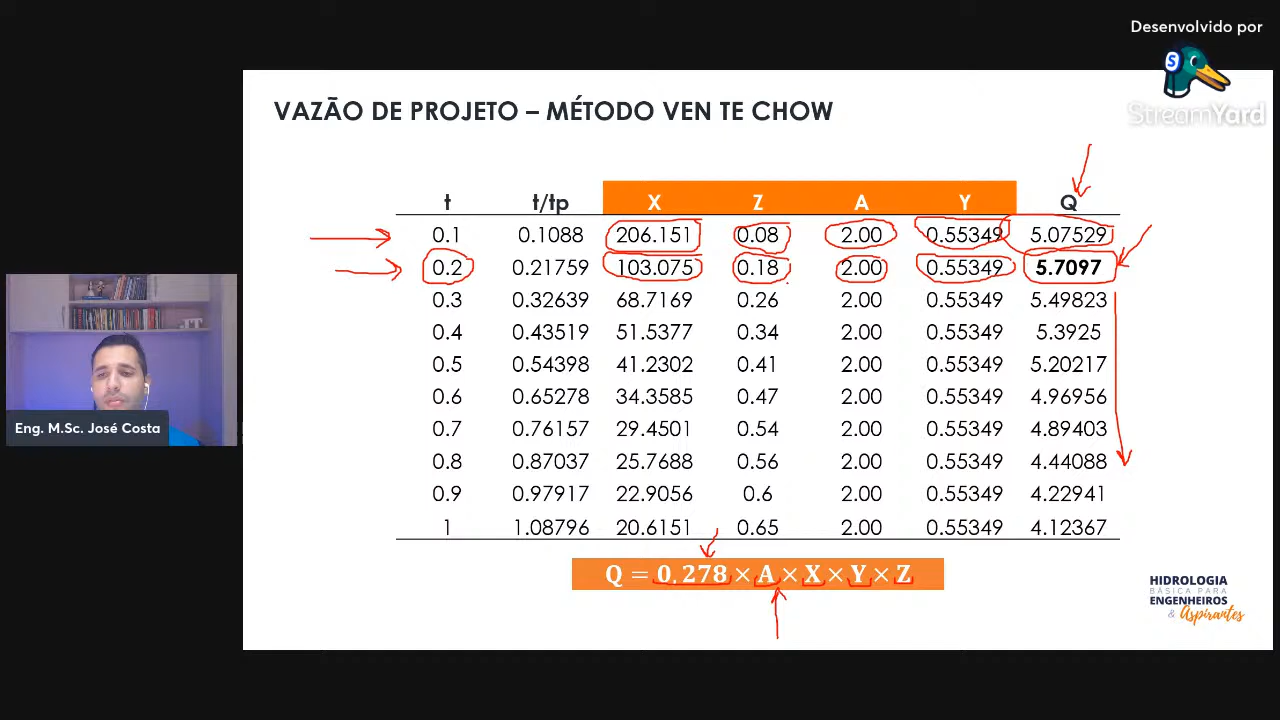 Desenvolvido por
S
StreamYard
VAZÃO DE PROJETO – MÉTODO VEN TE CHOW
t t/tp X Z A Y Q
0.1 0.1088 206.151 0.08 2.00 0.55349 5.07529
0.2 0.21759 103.075 0.18 2.00 0.55349 5.7097
0.3 0.32639 68.7169 0.26 2.00 0.55349 5.49823
0.4 0.43519 51.5377 0.34 2.00 0.55349 5.3925
0.5 0.54398 41.2302 0.41 2.00 0.55349 5.20217
0.6 0.65278 34.3585 0.47 2.00 0.55349 4.96956
0.7 0.76157 29.4501 0.54 2.00 0.55349 4.89403
0.8 0.87037 25.7688 0.56 2.00 0.55349 4.44088
0.9 0.97917 22.9056 0.6 2.00 0.55349 4.22941
1 1.08796 20.6151 0.65 2.00 0.55349 4.12367
Q = 0.278 × A × X × Y × Z
Eng. M.Sc. José Costa
HIDROLOGIA
BÁSICA PARA
ENGENHEIROS
& Aspirantes